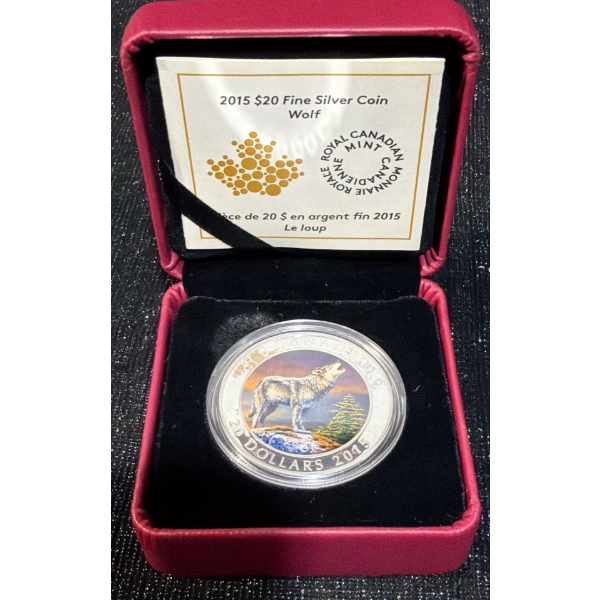 2015 $20 Fine Silver Coin
Wolf
ROYAL CANADIAN MINT
MONNAIE ROYALE CANADIENNE
de 20 $ en argent fin 2015
Le loup
CANADA
20 DOLLARS 2015